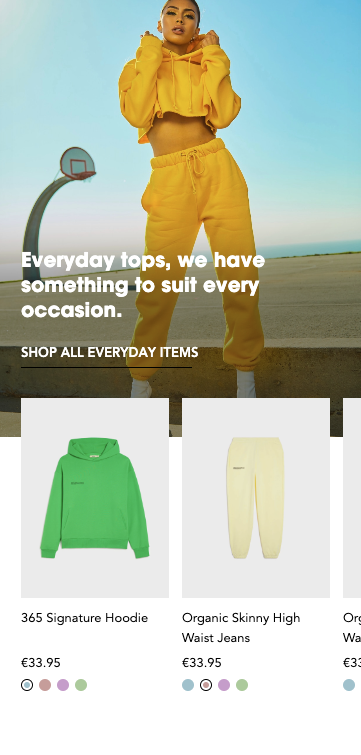 Everyday tops, we have
something to suit every
occasion.
SHOP ALL EVERYDAY ITEMS
365 Signature Hoodie
€33.95
Organic Skinny High
Waist Jeans
€33.95
Org
Wa
€33